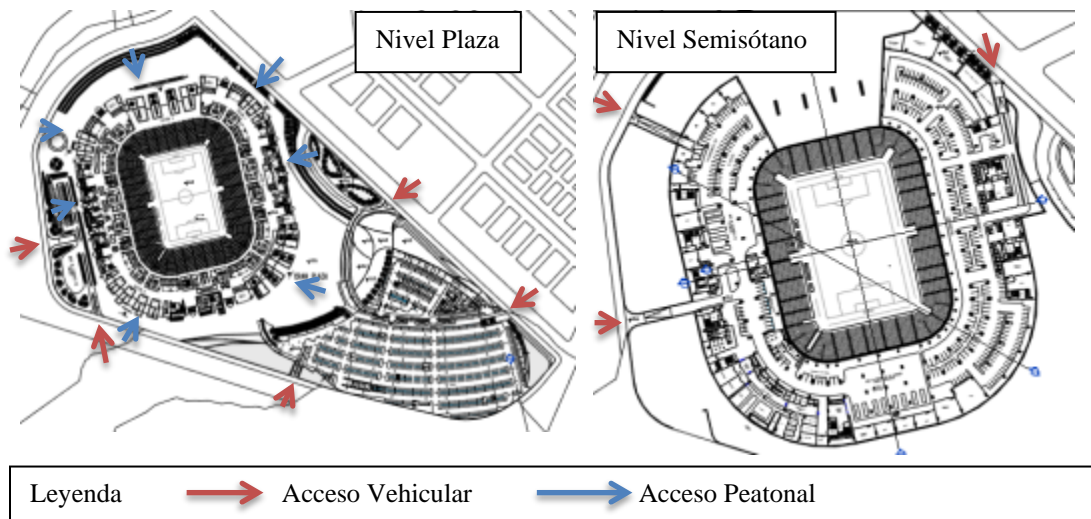 Nivel Plaza
Nivel Semisótano
Leyenda
Acceso Vehicular
Acceso Peatonal